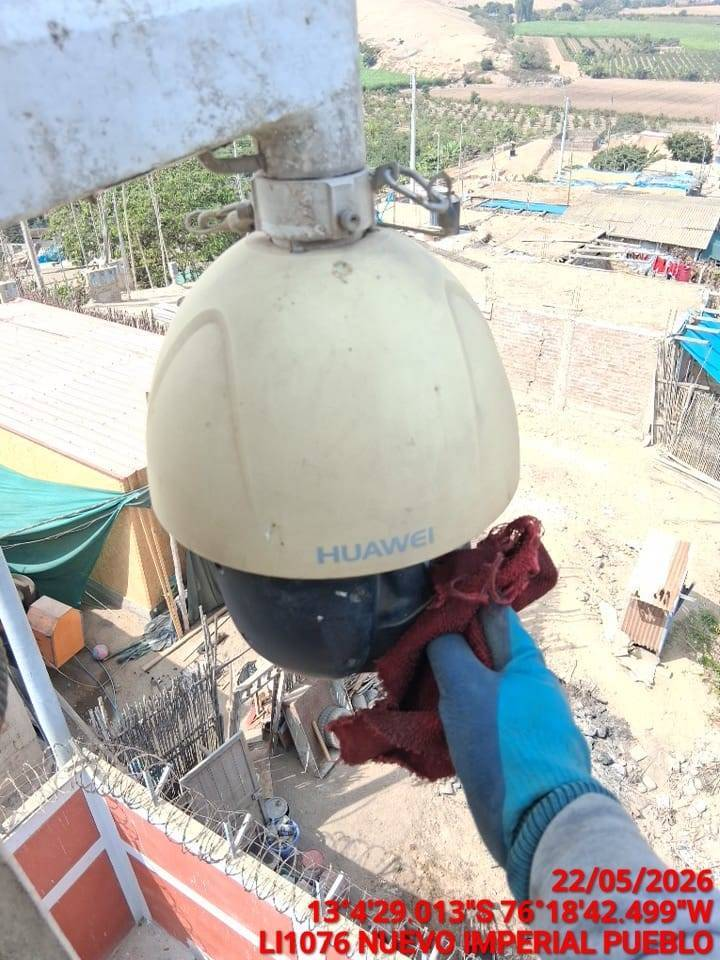 HUAWEI
22/05/2026
13°4'29.013"S 76°18'42.499"W
LI1076 NUEVO IMPERIAL PUEBLO